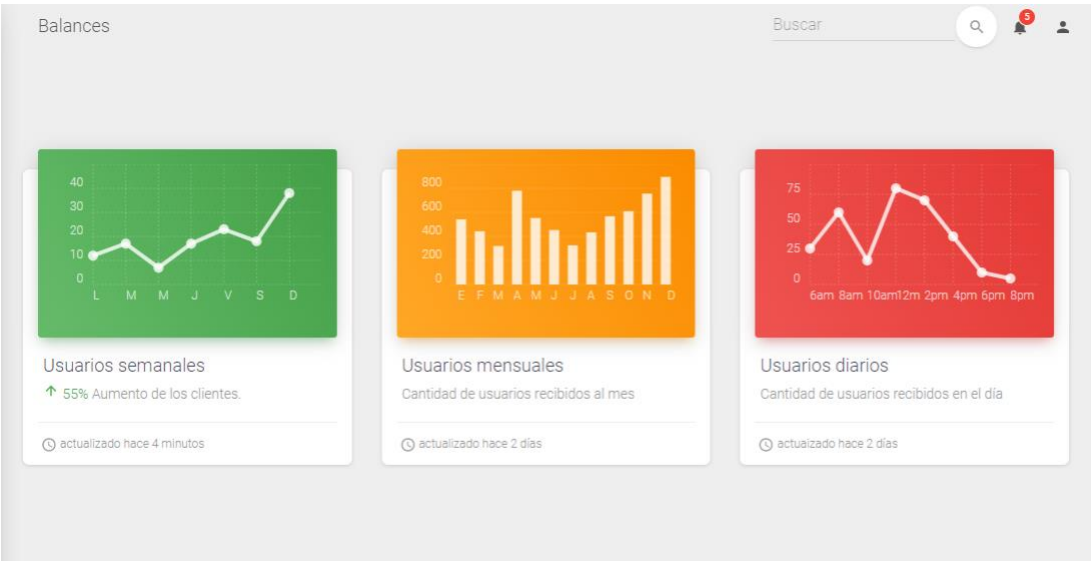 Balances
Buscar
5
40
30
20
10
0
L M M J V S D
Usuarios semanales
55% Aumento de los clientes.
actualizado hace 4 minutos
800
600
400
200
0
E F M A M J J A S O N D
Usuarios mensuales
Cantidad de usuarios recibidos al mes
actualizado hace 2 días
75
50
25
0
6am 8am 10am 12m 2pm 4pm 6pm 8pm
Usuarios diarios
Cantidad de usuarios recibidos en el día
actuaizado hace 2 días